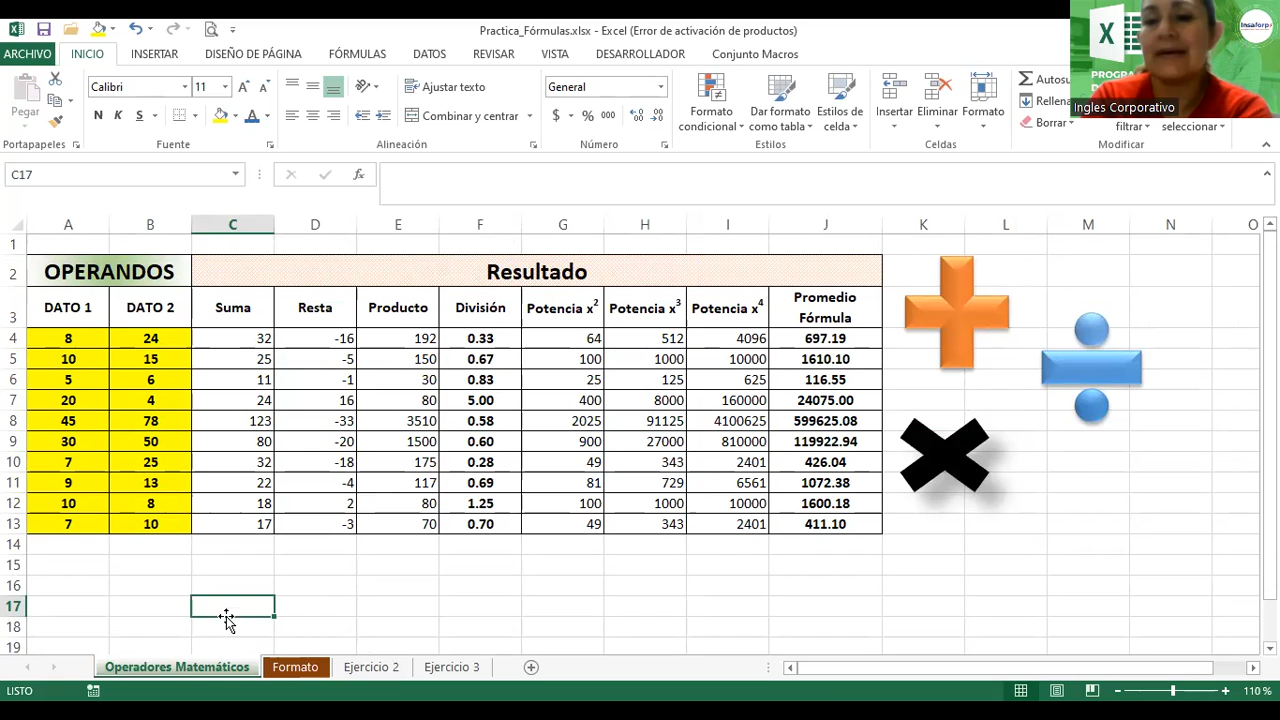 Practica_Fórmulas.xlsx - Excel (Error de activación de productos)
ARCHIVO INICIO INSERTAR DISEÑO DE PÁGINA FÓRMULAS DATOS REVISAR VISTA DESARROLLADOR Conjunto Macros
Insaforp
PROGRA
Ingles Corporativo
Pegar
Calibri 11
N K S
Ajustar texto
Combinar y centrar
General
$ % 000
Formato condicional
Dar formato como tabla
Estilos de celda
Insertar Eliminar Formato
Autosu
Rellena
Borrar
filtrar seleccionar
Portapapeles Fuente Alineación Número Estilos Celdas Modificar
C17 fx
A B C D E F G H I J K L M N O
1
2 OPERANDOS Resultado
3 DATO 1 DATO 2 Suma Resta Producto División Potencia x² Potencia x³ Potencia x⁴ Promedio Fórmula
4 8 24 32 -16 192 0.33 64 512 4096 697.19
5 10 15 25 -5 150 0.67 100 1000 10000 1610.10
6 5 6 11 -1 30 0.83 25 125 625 116.55
7 20 4 24 16 80 5.00 400 8000 160000 24075.00
8 45 78 123 -33 3510 0.58 2025 91125 4100625 599625.08
9 30 50 80 -20 1500 0.60 900 27000 810000 119922.94
10 7 25 32 -18 175 0.28 49 343 2401 426.04
11 9 13 22 -4 117 0.69 81 729 6561 1072.38
12 10 8 18 2 80 1.25 100 1000 10000 1600.18
13 7 10 17 -3 70 0.70 49 343 2401 411.10
14
15
16
17
18
19
Operadores Matemáticos Formato Ejercicio 2 Ejercicio 3
LISTO 110 %